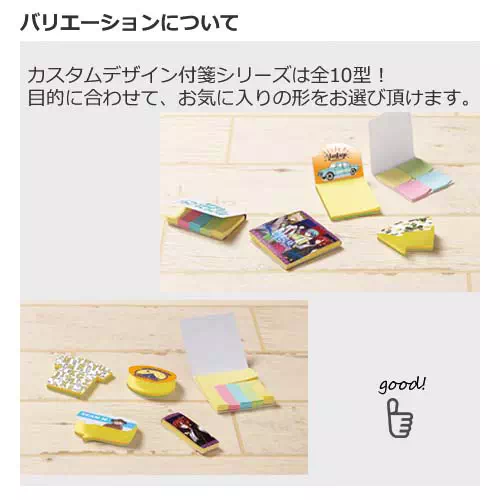 バリエーションについて
カスタムデザイン付箋シリーズは全10型！
目的に合わせて、お気に入りの形をお選び頂けます。
Vintage
good!